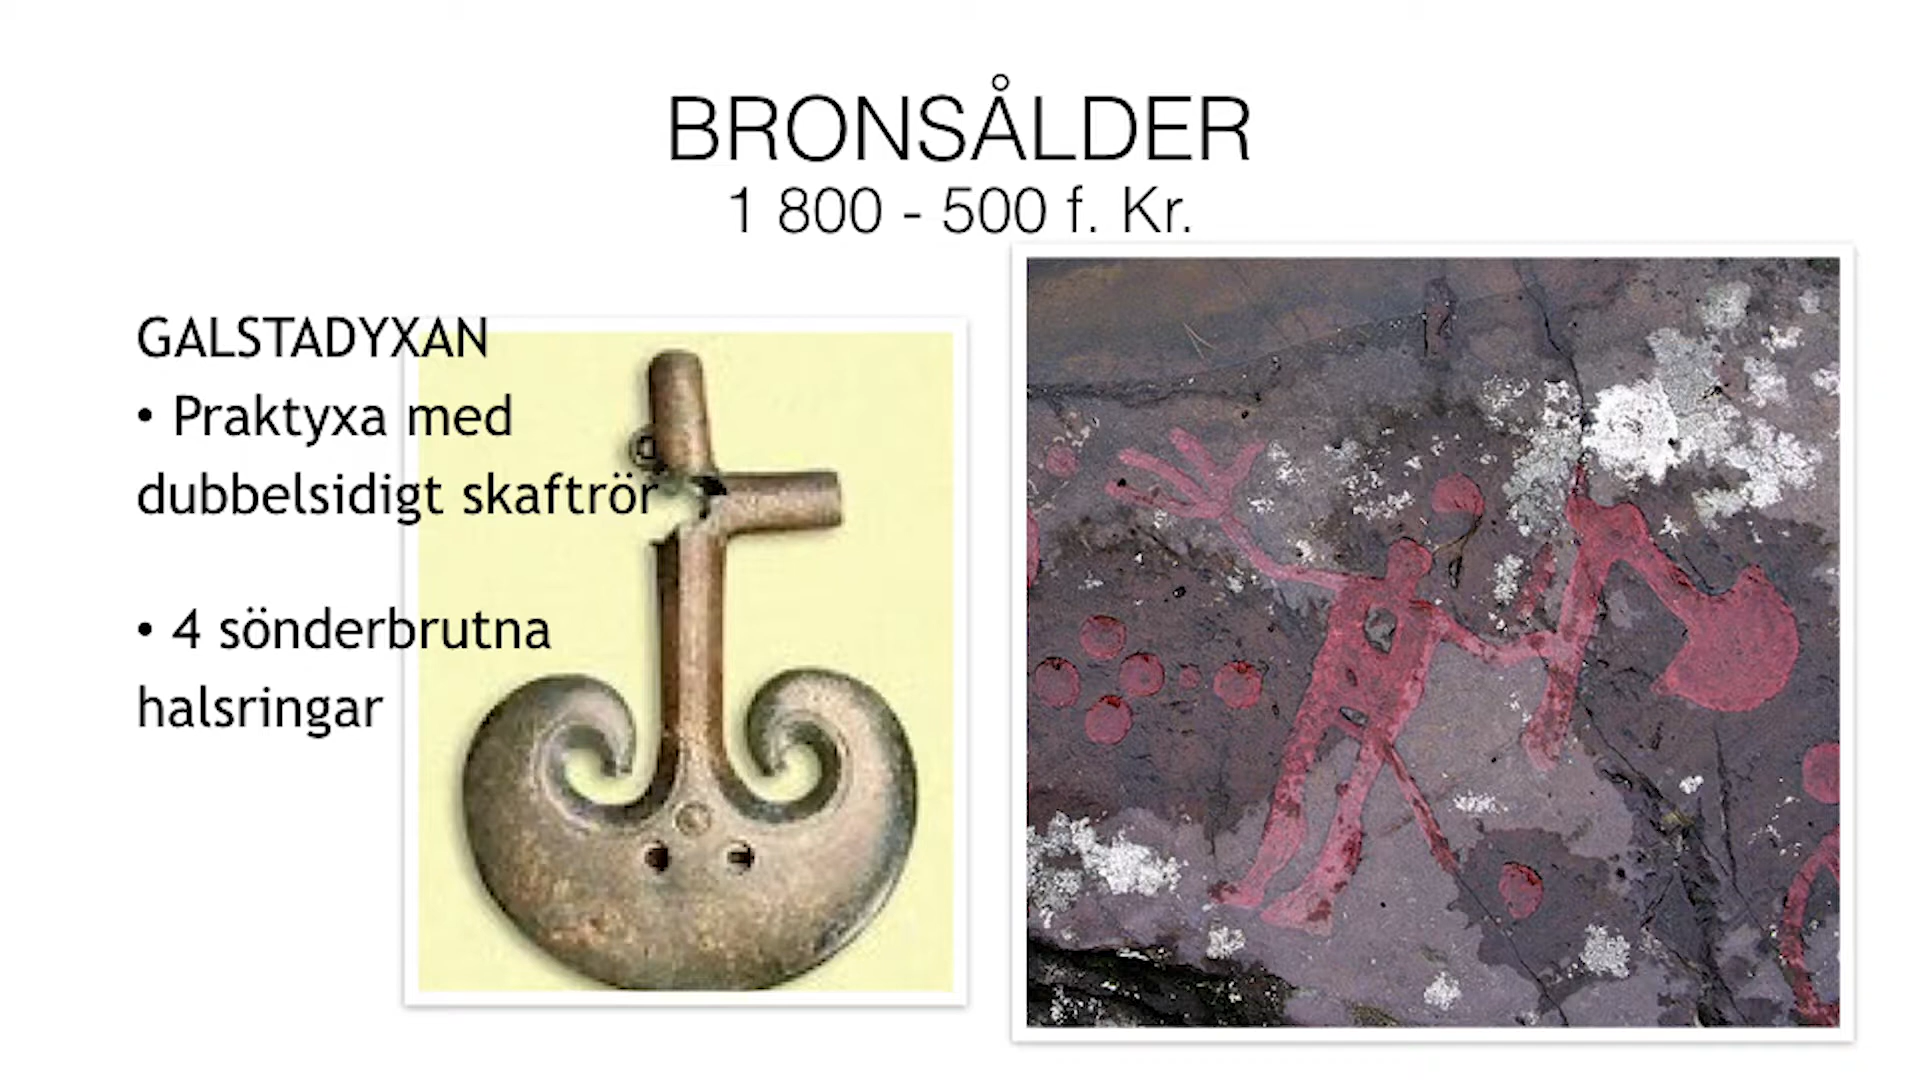 BRONSÅLDER
1 800 - 500 f. Kr.
GALSTADYXAN
• Praktyxa med
dubbelsidigt skaftrör
• 4 sönderbrutna
halsringar